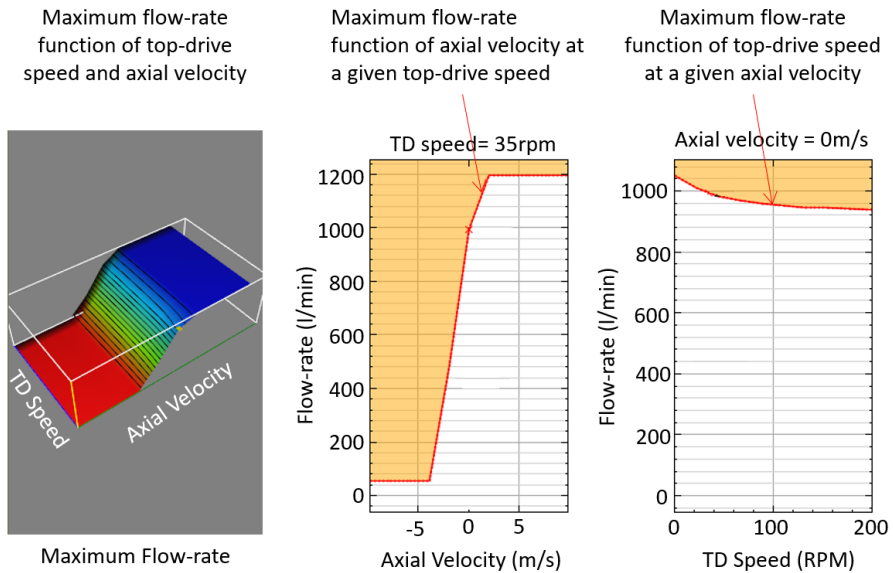 Maximum flow-rate
function of top-drive
speed and axial velocity
TD Speed
Axial Velocity
Maximum Flow-rate
Maximum flow-rate
function of axial velocity at
a given top-drive speed
TD speed= 35rpm
1200
1000
800
600
400
200
0
Flow-rate (l/min)
-5
0
5
Axial Velocity (m/s)
Maximum flow-rate
function of top-drive speed
at a given axial velocity
Axial velocity = 0m/s
1000
800
600
400
200
0
Flow-rate (l/min)
0
100
200
TD Speed (RPM)